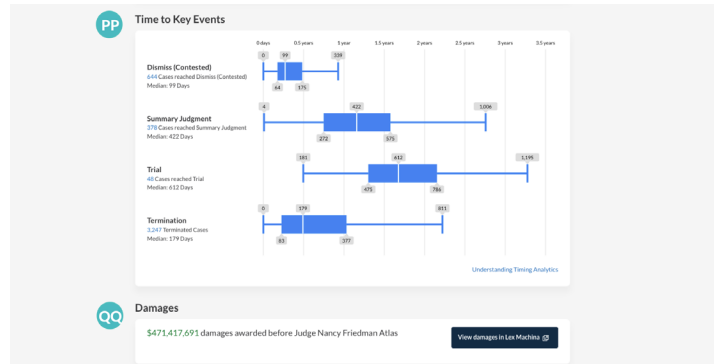 PP
Time to Key Events
0 days 0.5 years 1 year 1.5 years 2 years 2.5 years 3 years 3.5 years
0 99 339
Dismiss (Contested)
644 Cases reached Dismiss (Contested)
Median: 99 Days
64 175
4 422 1,006
Summary Judgment
378 Cases reached Summary Judgment
Median: 422 Days
272 575
181 612 1,195
Trial
48 Cases reached Trial
Median: 612 Days
475 786
0 179 811
Termination
3,247 Terminated Cases
Median: 179 Days
83 377
Understanding Timing Analytics
QQ
Damages
$471,417,691 damages awarded before Judge Nancy Friedman Atlas
View damages in Lex Machina